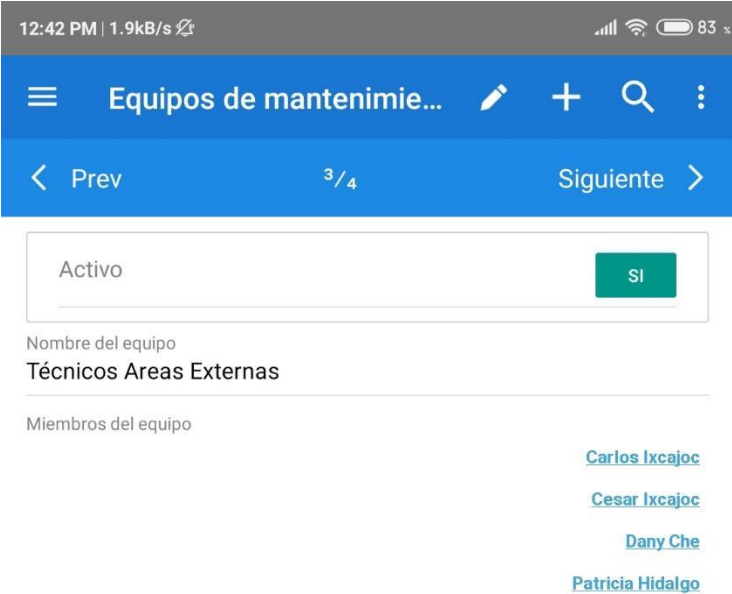 12:42 PM | 1.9kB/s 83
Equipos de mantenimie...
Prev 3/4 Siguiente
Activo SI
Nombre del equipo
Técnicos Areas Externas
Miembros del equipo
Carlos Ixcajoc
Cesar Ixcajoc
Dany Che
Patricia Hidalgo